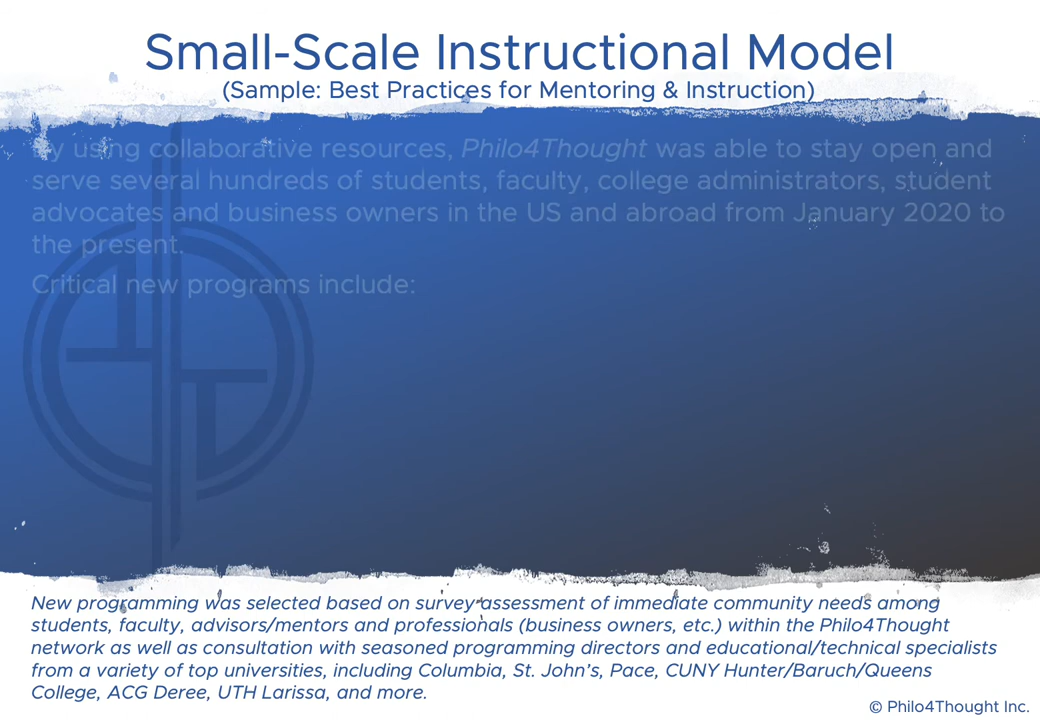 Small-Scale Instructional Model
(Sample: Best Practices for Mentoring & Instruction)
By using collaborative resources, Philo4Thought was able to stay open and
serve several hundreds of students, faculty, college administrators, student
advocates and business owners in the US and abroad from January 2020 to
the present.
Critical new programs include:
New programming was selected based on survey assessment of immediate community needs among
students, faculty, advisors/mentors and professionals (business owners, etc.) within the Philo4Thought
network as well as consultation with seasoned programming directors and educational/technical specialists
from a variety of top universities, including Columbia, St. John's, Pace, CUNY Hunter/Baruch/Queens
College, ACG Deree, UTH Larissa, and more.
© Philo4Thought Inc.